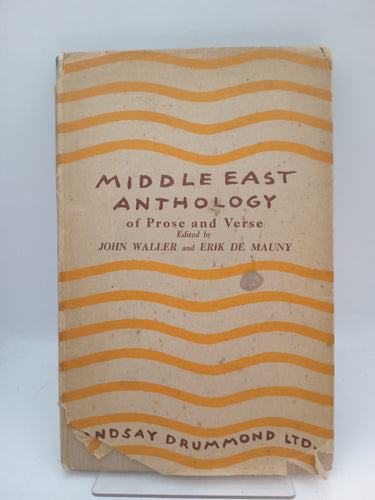 MIDDLE EAST
ANTHOLOGY
of Prose and Verse
Edited by
JOHN WALLER and ERIK DE MAUNY
NDSAY DRUMMOND LTD.